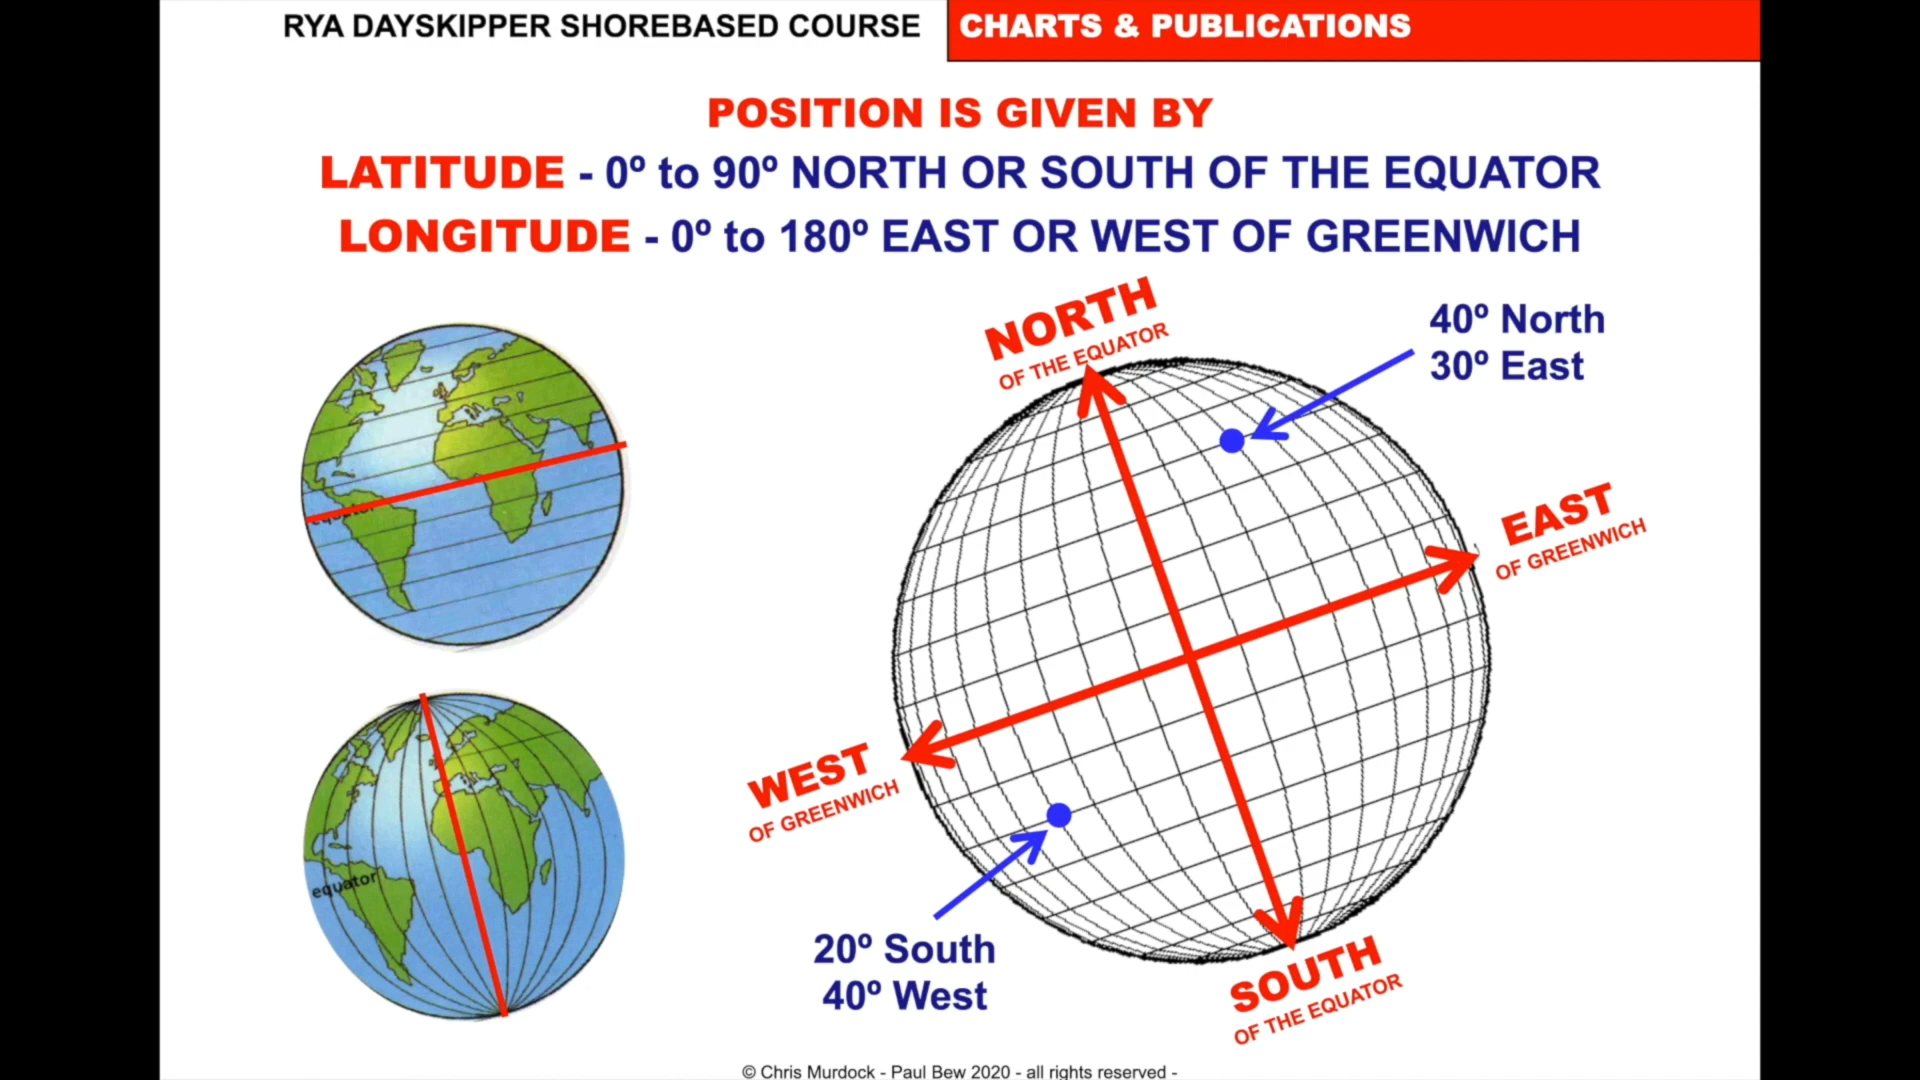 RYA DAYSKIPPER SHOREBASED COURSE
CHARTS & PUBLICATIONS
POSITION IS GIVEN BY
LATITUDE - 0º to 90º NORTH OR SOUTH OF THE EQUATOR
LONGITUDE - 0º to 180º EAST OR WEST OF GREENWICH
NORTH
OF THE EQUATOR
40º North
30º East
EAST
OF GREENWICH
equator
WEST
OF GREENWICH
equator
20º South
40º West
SOUTH
OF THE EQUATOR
© Chris Murdock - Paul Bew 2020 - all rights reserved -